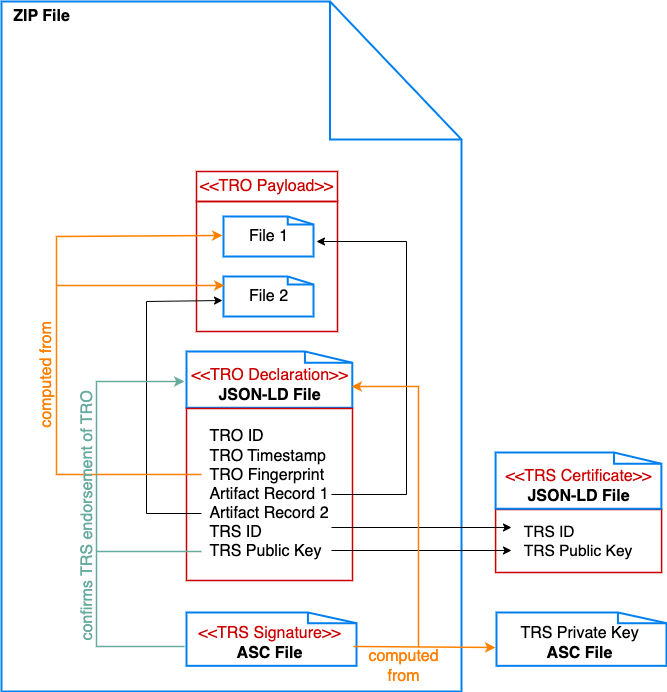 ZIP File
<<TRO Payload>>
File 1
File 2
computed from
confirms TRS endorsement of TRO
<<TRO Declaration>>
JSON-LD File
TRO ID
TRO Timestamp
TRO Fingerprint
Artifact Record 1
Artifact Record 2
TRS ID
TRS Public Key
<<TRS Certificate>>
JSON-LD File
TRS ID
TRS Public Key
<<TRS Signature>>
ASC File
computed
from
TRS Private Key
ASC File